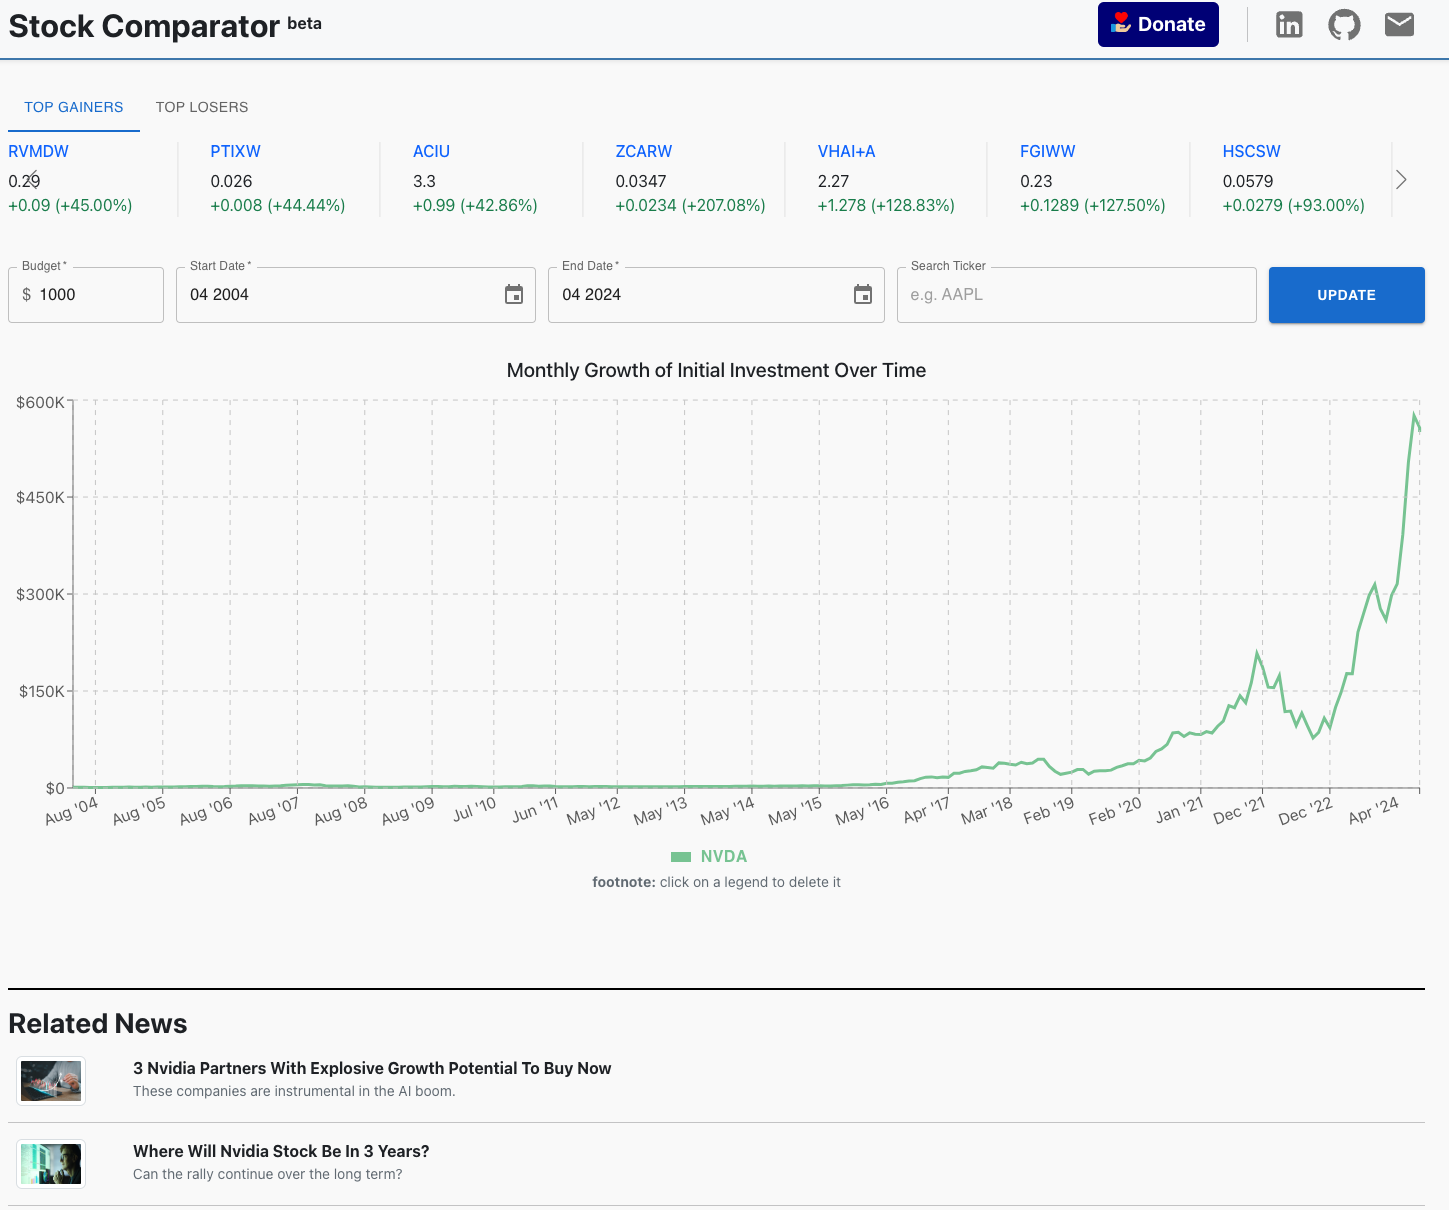 Stock Comparator beta
Donate
TOP GAINERS TOP LOSERS
RVMDW PTIXW ACIU ZCARW VHAI+A FGIWW HSCSW
0.29 0.026 3.3 0.0347 2.27 0.23 0.0579
+0.09 (+45.00%) +0.008 (+44.44%) +0.99 (+42.86%) +0.0234 (+207.08%) +1.278 (+128.83%) +0.1289 (+127.50%) +0.0279 (+93.00%)
Budget * Start Date * End Date * Search Ticker
$ 1000 04 2004 04 2024 e.g. AAPL UPDATE
Monthly Growth of Initial Investment Over Time
$600K
$450K
$300K
$150K
$0
Aug '04 Aug '05 Aug '06 Aug '07 Aug '08 Aug '09 Jul '10 Jun '11 May '12 May '13 May '14 May '15 May '16 Apr '17 Mar '18 Feb '19 Feb '20 Jan '21 Dec '21 Dec '22 Apr '24
NVDA
footnote: click on a legend to delete it
Related News
3 Nvidia Partners With Explosive Growth Potential To Buy Now
These companies are instrumental in the AI boom.
Where Will Nvidia Stock Be In 3 Years?
Can the rally continue over the long term?